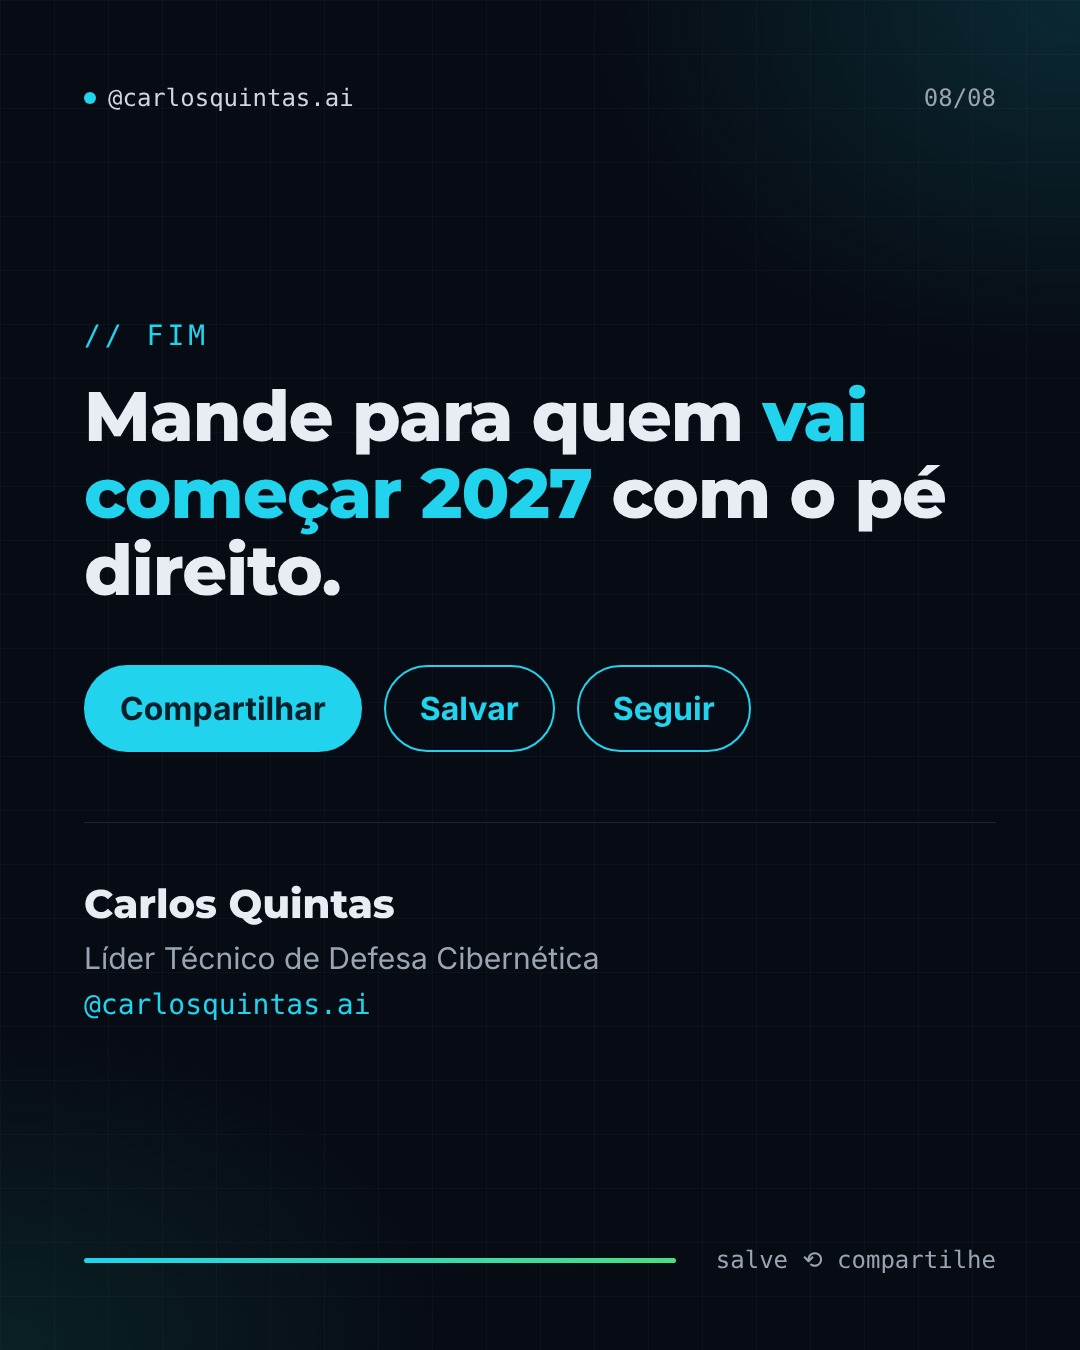 @carlosquintas.ai
08/08
// FIM
Mande para quem vai
começar 2027 com o pé
direito.
Compartilhar
Salvar
Seguir
Carlos Quintas
Líder Técnico de Defesa Cibernética
@carlosquintas.ai
salve ⟲ compartilhe